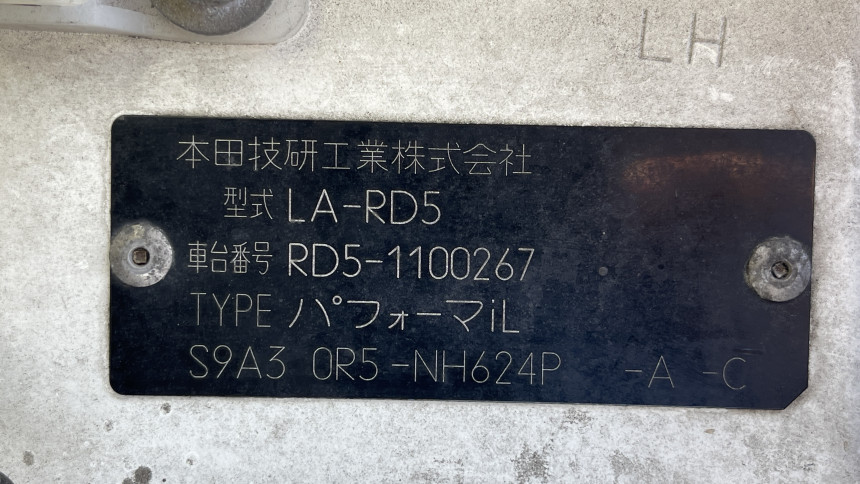 LH
本田技研工業株式会社
型式 LA-RD5
車台番号 RD5-1100267
TYPE パフォーマiL
S9A3 0R5-NH624P -A -C